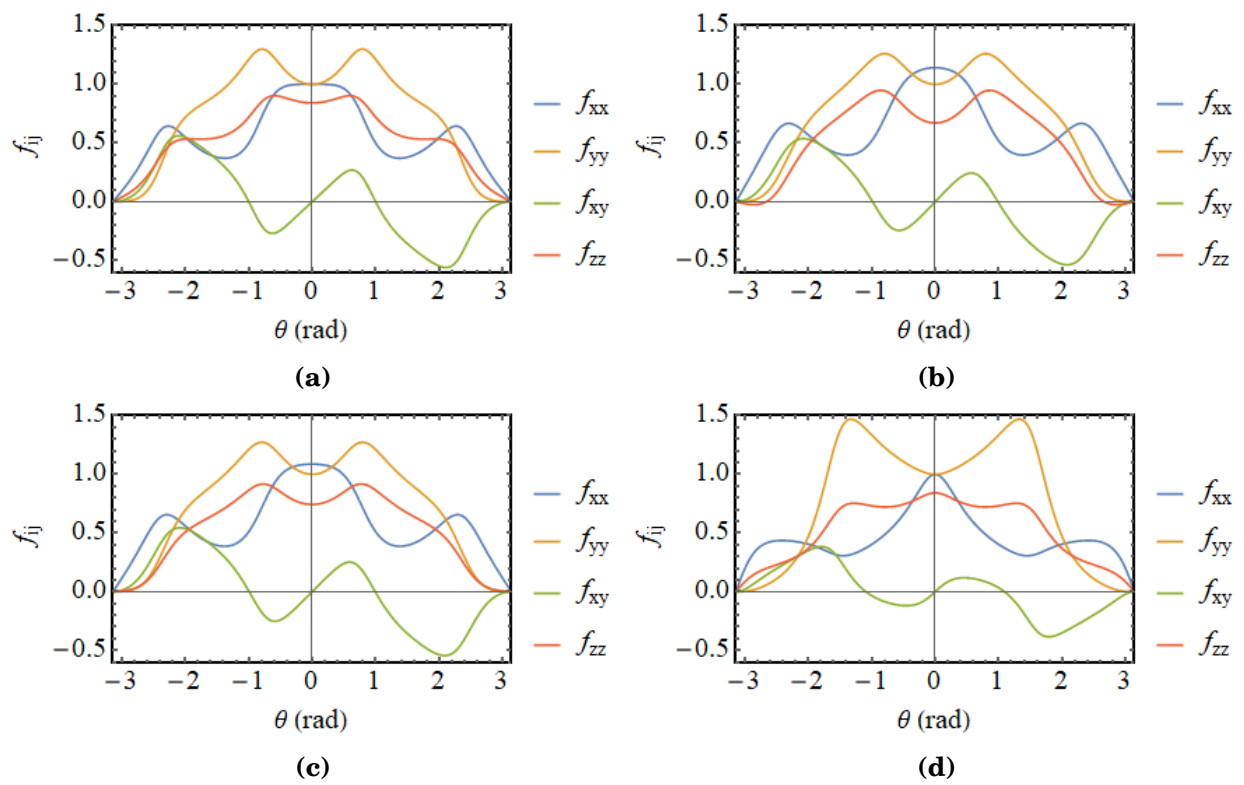 1.5
1.0
0.5
0.0
−0.5
f_ij
−3 −2 −1 0 1 2 3
θ (rad)
f_xx
f_yy
f_xy
f_zz
(a)
1.5
1.0
0.5
0.0
−0.5
f_ij
−3 −2 −1 0 1 2 3
θ (rad)
f_xx
f_yy
f_xy
f_zz
(b)
1.5
1.0
0.5
0.0
−0.5
f_ij
−3 −2 −1 0 1 2 3
θ (rad)
f_xx
f_yy
f_xy
f_zz
(c)
1.5
1.0
0.5
0.0
−0.5
f_ij
−3 −2 −1 0 1 2 3
θ (rad)
f_xx
f_yy
f_xy
f_zz
(d)